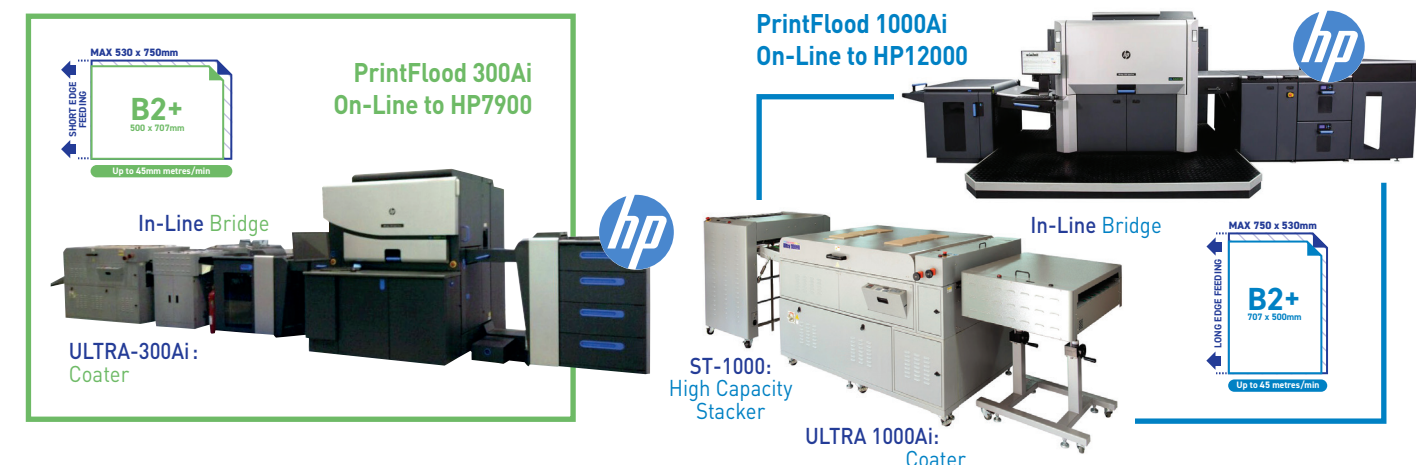 MAX 530 x 750mm
SHORT EDGE
FEEDING
B2+
500 x 707mm
Up to 45mm metres/min
PrintFlood 300Ai
On-Line to HP7900
In-Line Bridge
hp
ULTRA-300Ai :
Coater
PrintFlood 1000Ai
On-Line to HP12000
hp
In-Line Bridge
MAX 750 x 530mm
LONG EDGE FEEDING
B2+
707 x 500mm
Up to 45 metres/min
ST-1000:
High Capacity
Stacker
ULTRA 1000Ai:
Coater